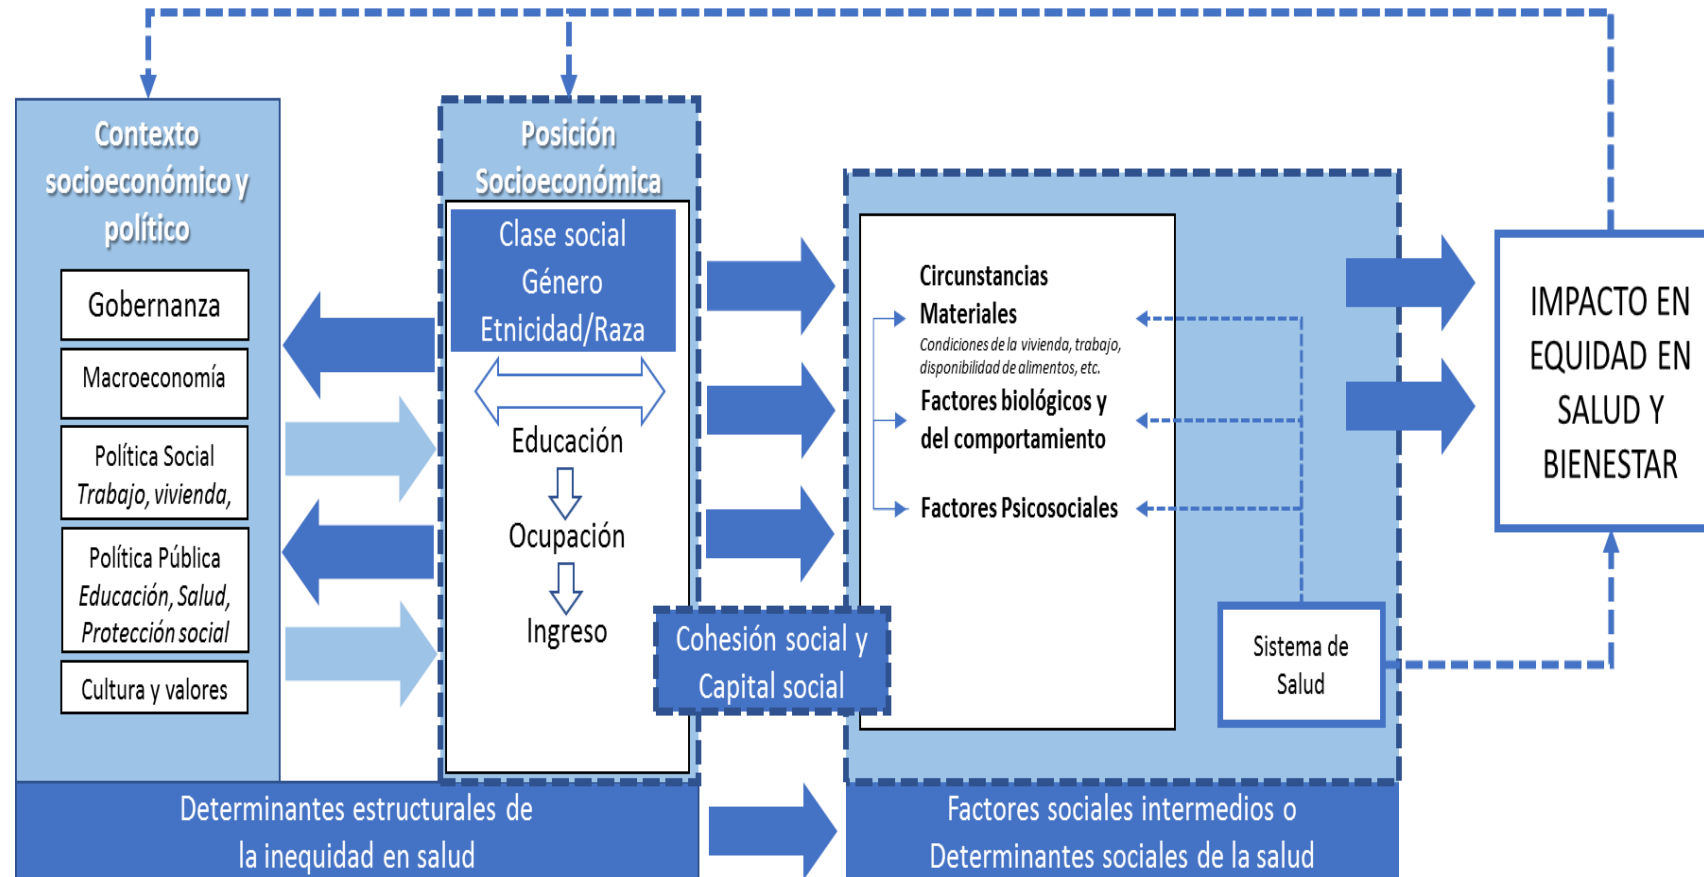 Contexto
socioeconómico y
político
Gobernanza
Macroeconomía
Política Social
Trabajo, vivienda,
Política Pública
Educación, Salud,
Protección social
Cultura y valores
Posición
Socioeconómica
Clase social
Género
Etnicidad/Raza
Educación
Ocupación
Ingreso
Cohesión social y
Capital social
Circunstancias
Materiales
Condiciones de la vivienda, trabajo,
disponibilidad de alimentos, etc.
Factores biológicos y
del comportamiento
Factores Psicosociales
Sistema de
Salud
IMPACTO EN
EQUIDAD EN
SALUD Y
BIENESTAR
Determinantes estructurales de
la inequidad en salud
Factores sociales intermedios o
Determinantes sociales de la salud